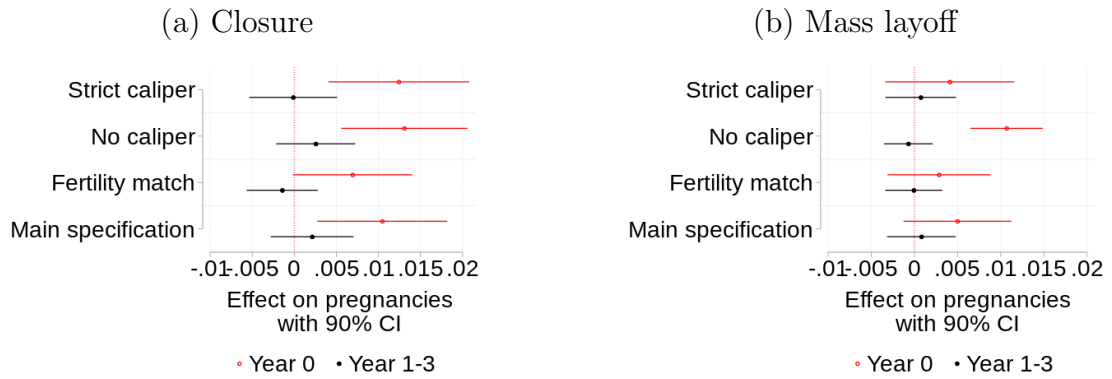 (a) Closure
Strict caliper
No caliper
Fertility match
Main specification
-.01 -.005 0 .005 .01 .015 .02
Effect on pregnancies
with 90% CI
Year 0 Year 1-3
(b) Mass layoff
Strict caliper
No caliper
Fertility match
Main specification
-.01 -.005 0 .005 .01 .015 .02
Effect on pregnancies
with 90% CI
Year 0 Year 1-3